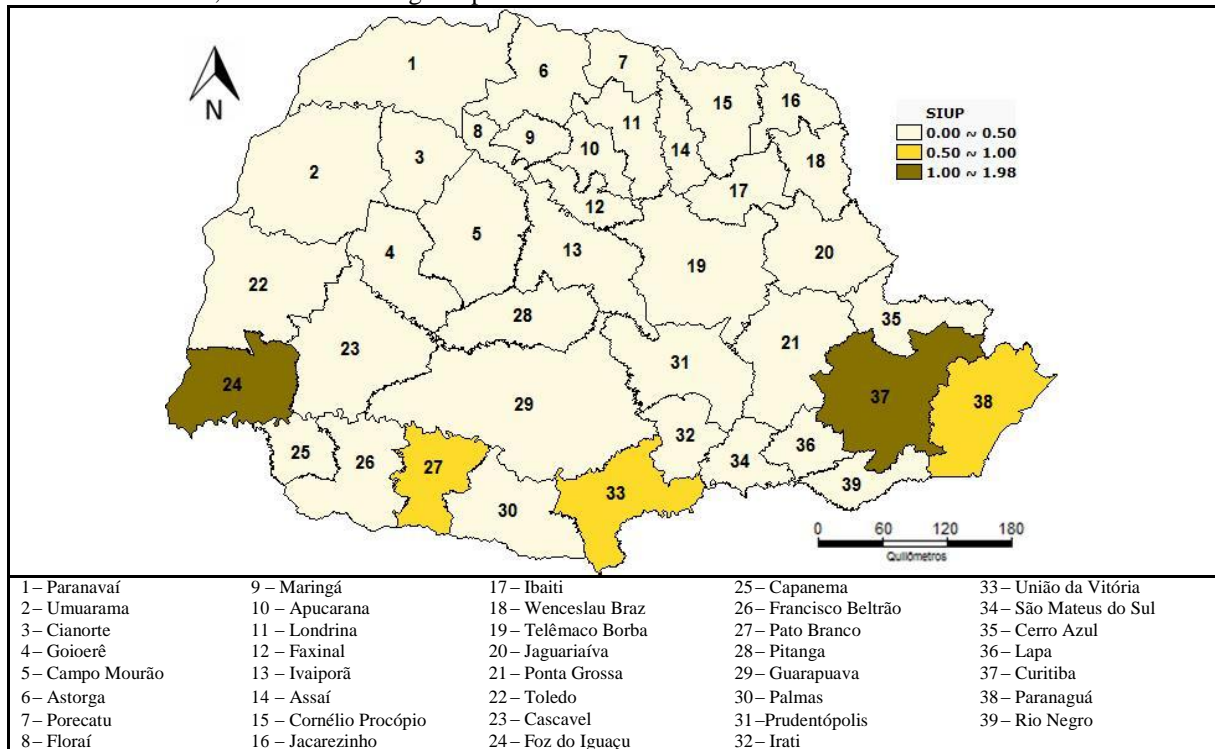 N
SIUP
0.00 ~ 0.50
0.50 ~ 1.00
1.00 ~ 1.98
1
6
7
15
16
8
9
11
10
14
18
3
2
17
12
5
4
13
19
20
22
28
35
23
21
31
24
37
29
38
32
25
26
27
36
34
39
33
30
0 60 120 180
Quilômetros
1 – Paranavaí 9 – Maringá 17 – Ibaiti 25 – Capanema 33 – União da Vitória
2 – Umuarama 10 – Apucarana 18 – Wenceslau Braz 26 – Francisco Beltrão 34 – São Mateus do Sul
3 – Cianorte 11 – Londrina 19 – Telêmaco Borba 27 – Pato Branco 35 – Cerro Azul
4 – Goioerê 12 – Faxinal 20 – Jaguariaíva 28 – Pitanga 36 – Lapa
5 – Campo Mourão 13 – Ivaiporã 21 – Ponta Grossa 29 – Guarapuava 37 – Curitiba
6 – Astorga 14 – Assaí 22 – Toledo 30 – Palmas 38 – Paranaguá
7 – Porecatu 15 – Cornélio Procópio 23 – Cascavel 31 –Prudentópolis 39 – Rio Negro
8 – Floraí 16 – Jacarezinho 24 – Foz do Iguaçu 32 – Irati